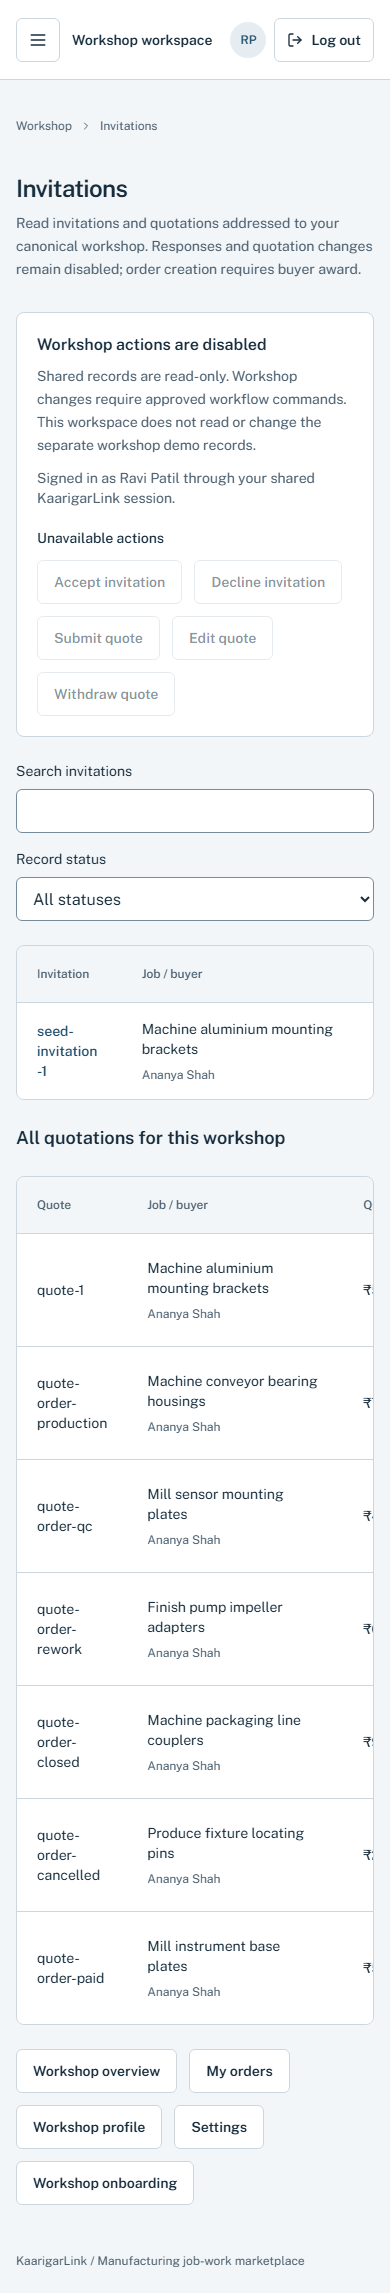 Workshop workspace
RP
Log out
Workshop
Invitations
Invitations
Read invitations and quotations addressed to your
canonical workshop. Responses and quotation changes
remain disabled; order creation requires buyer award.
Workshop actions are disabled
Shared records are read-only. Workshop
changes require approved workflow commands.
This workspace does not read or change the
separate workshop demo records.
Signed in as Ravi Patil through your shared
KaarigarLink session.
Unavailable actions
Accept invitation
Decline invitation
Submit quote
Edit quote
Withdraw quote
Search invitations
Record status
All statuses
Invitation
Job / buyer
seed-
invitation
-1
Machine aluminium mounting
brackets
Ananya Shah
All quotations for this workshop
Quote
Job / buyer
quote-1
Machine aluminium
mounting brackets
Ananya Shah
₹
quote-
order-
production
Machine conveyor bearing
housings
Ananya Shah
₹
quote-
order-qc
Mill sensor mounting
plates
Ananya Shah
₹
quote-
order-
rework
Finish pump impeller
adapters
Ananya Shah
₹
quote-
order-
closed
Machine packaging line
couplers
Ananya Shah
₹
quote-
order-
cancelled
Produce fixture locating
pins
Ananya Shah
₹
quote-
order-paid
Mill instrument base
plates
Ananya Shah
₹
Workshop overview
My orders
Workshop profile
Settings
Workshop onboarding
KaarigarLink / Manufacturing job-work marketplace